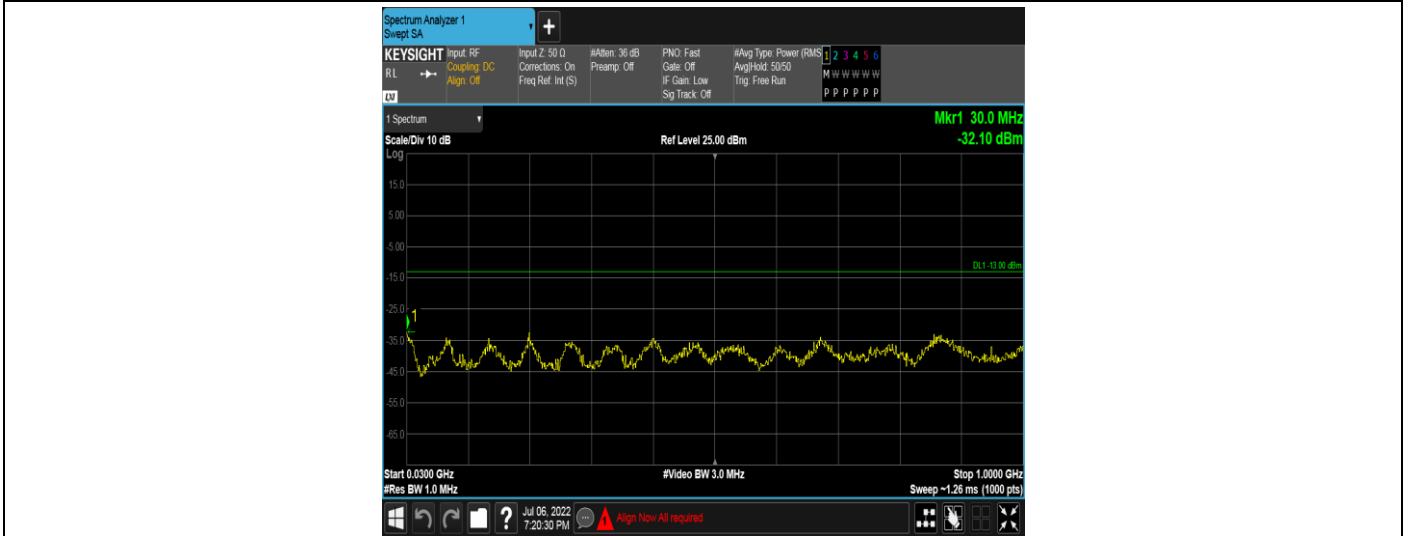 Spectrum Analyzer 1
Swept SA
+
KEYSIGHT
RL
LXI
Input: RF
Coupling: DC
Align: Off
Input Z: 50 Ω
Corrections: On
Freq Ref: Int (S)
#Atten: 36 dB
Preamp: Off
PNO: Fast
Gate: Off
IF Gain: Low
Sig Track: Off
#Avg Type: Power (RMS
Avg|Hold: 50/50
Trig: Free Run
1 2 3 4 5 6
M W W W W W
P P P P P P
1 Spectrum
Mkr1 30.0 MHz
Scale/Div 10 dB
Ref Level 25.00 dBm
-32.10 dBm
Log
15.0
5.00
-5.00
DL1 -13.00 dBm
-15.0
-25.0
1
-35.0
-45.0
-55.0
-65.0
Start 0.0300 GHz
#Video BW 3.0 MHz
Stop 1.0000 GHz
#Res BW 1.0 MHz
Sweep ~1.26 ms (1000 pts)
?
Jul 06, 2022
7:20:30 PM
Align Now All required